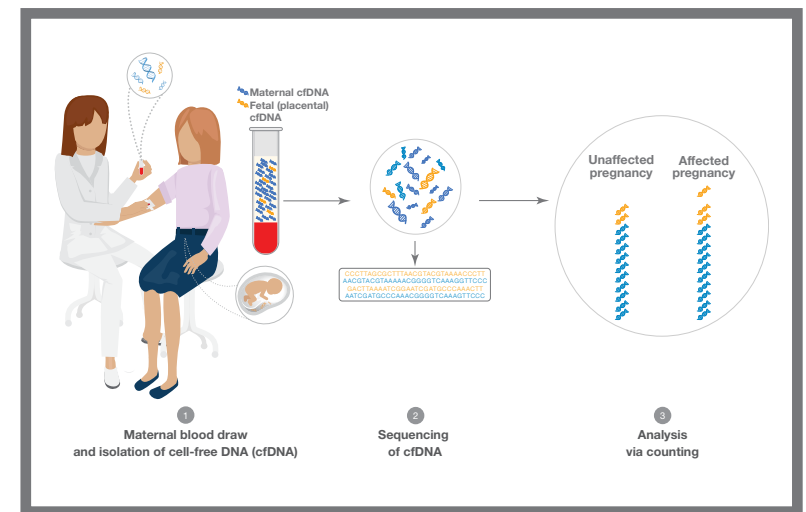 Maternal cfDNA
Fetal (placental)
cfDNA
Unaffected
pregnancy
Affected
pregnancy
CCCTTAGCGCTTTAACGTACGTAAAACCCTT
AACGTACGTAAAAACGGGGTCAAAGGTTCCC
GACTTAAAATCGGAATCGATGCCCAAACTT
AATCGATGCCCAAACGGGGTCAAAGTTCCC
1
Maternal blood draw
and isolation of cell-free DNA (cfDNA)
2
Sequencing
of cfDNA
3
Analysis
via counting